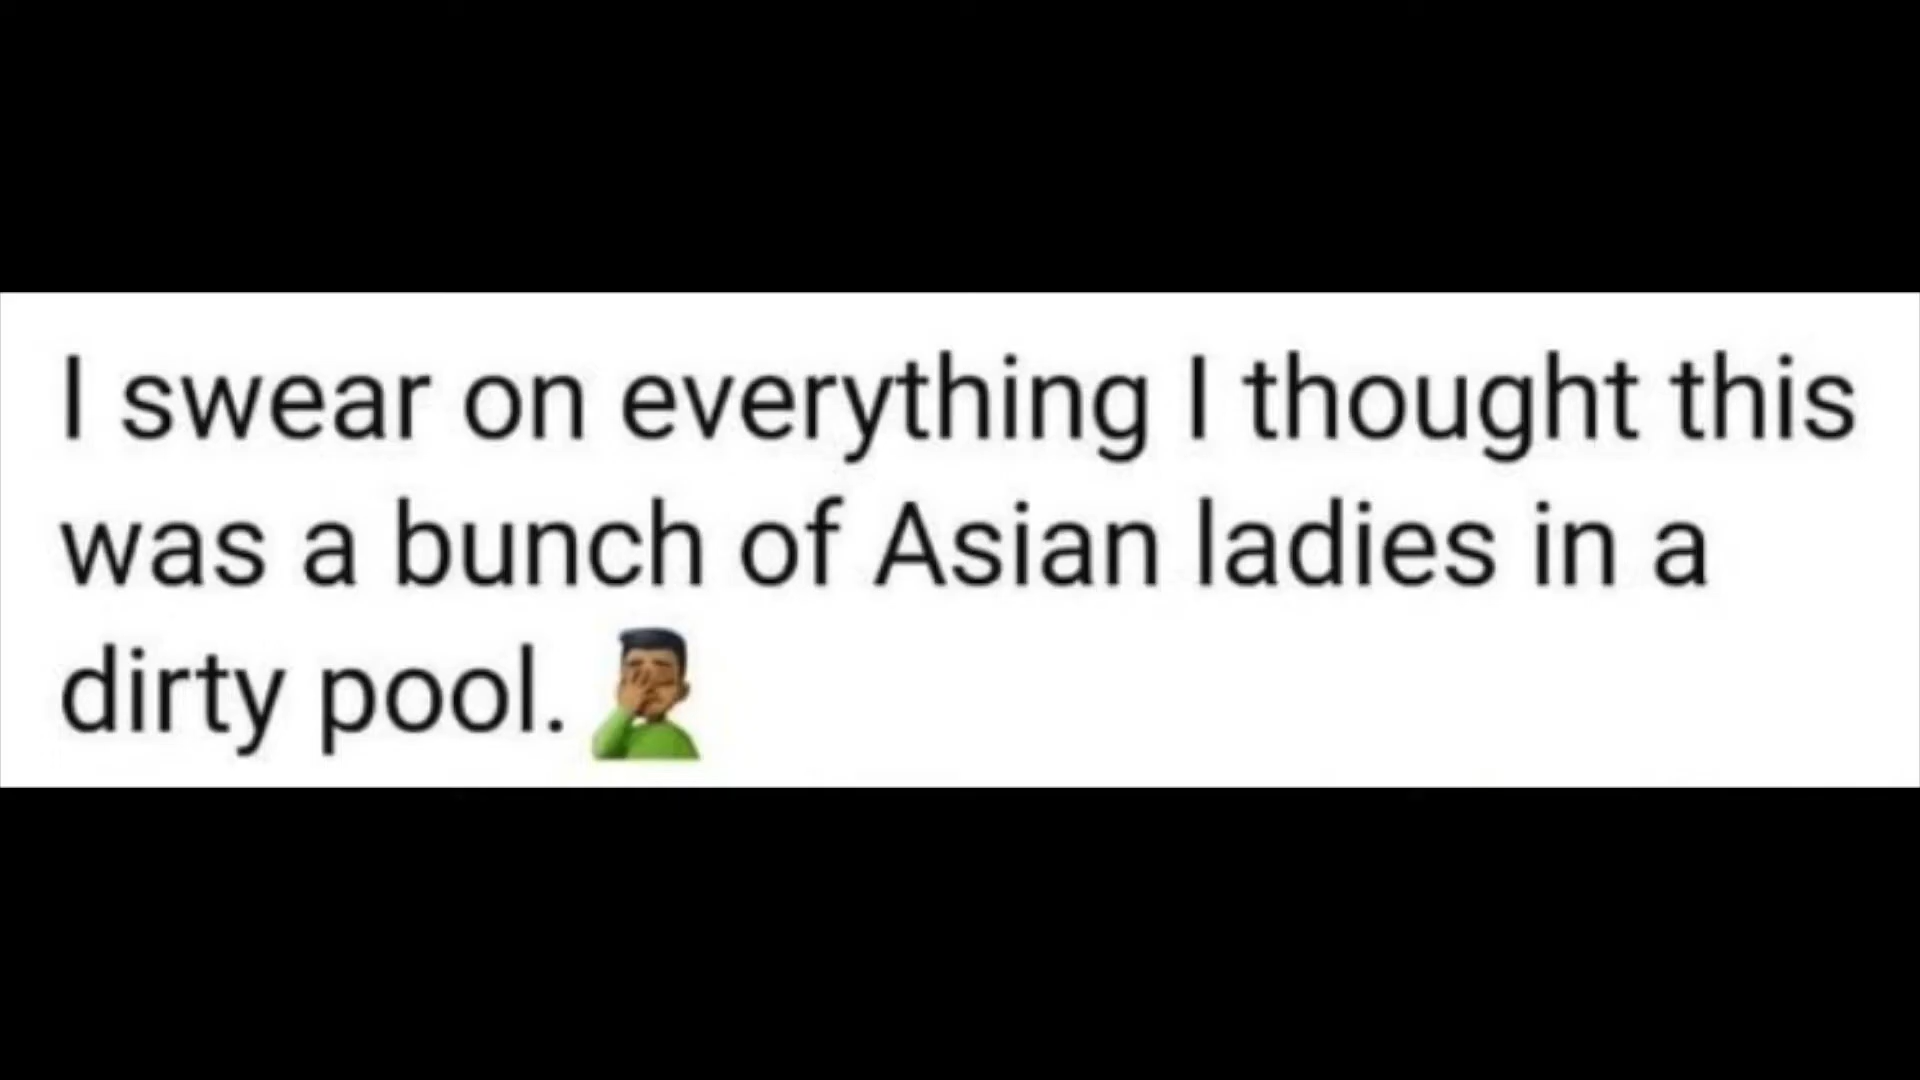 I swear on everything I thought this
was a bunch of Asian ladies in a
dirty pool. 🤦🏾‍♂️